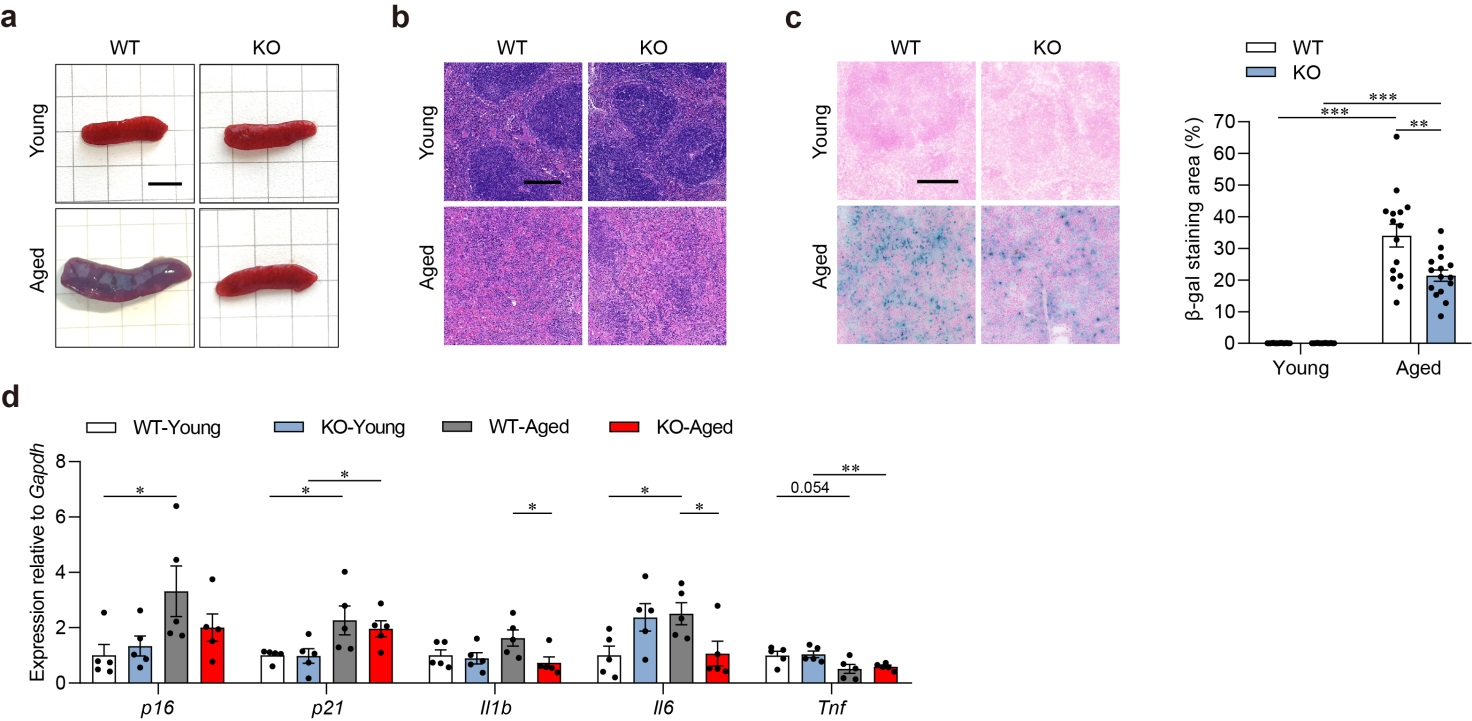 a
WT KO
Young
Aged
b
WT KO
Young
Aged
c
WT KO
Young
Aged
WT
KO
***
***
**
β-gal staining area (%)
70
60
50
40
30
20
10
0
Young Aged
d
WT-Young KO-Young WT-Aged KO-Aged
Expression relative to Gapdh
8
6
4
2
0
*
*
*
*
*
*
0.054
**
p16 p21 Il1b Il6 Tnf